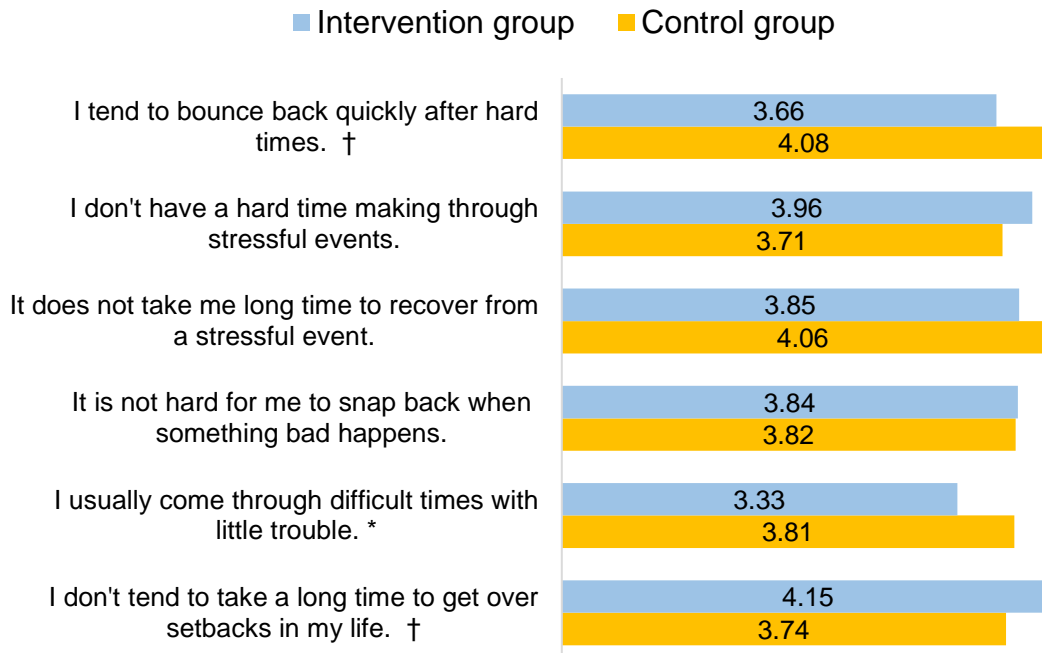 Intervention group Control group
I tend to bounce back quickly after hard
times. †
3.66
4.08
I don't have a hard time making through
stressful events.
3.96
3.71
It does not take me long time to recover from
a stressful event.
3.85
4.06
It is not hard for me to snap back when
something bad happens.
3.84
3.82
I usually come through difficult times with
little trouble. *
3.33
3.81
I don't tend to take a long time to get over
setbacks in my life. †
4.15
3.74